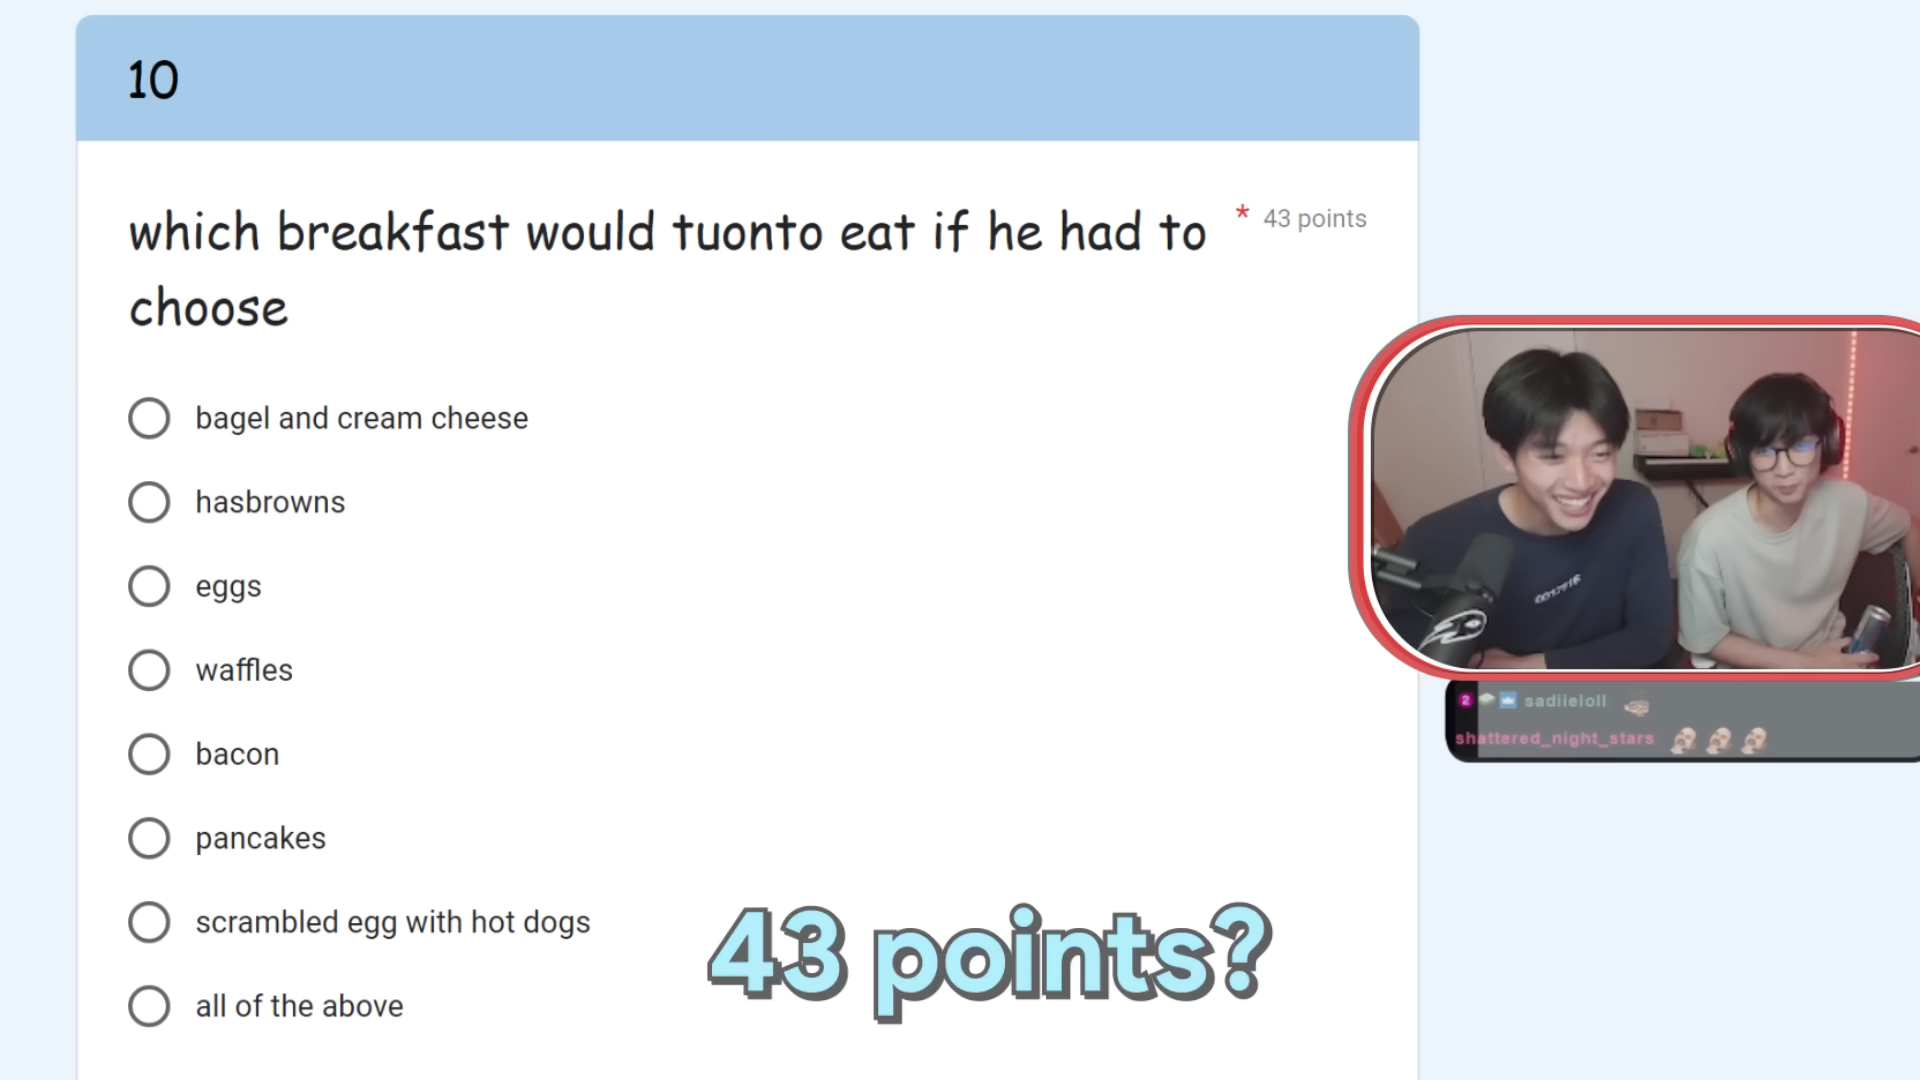 10
which breakfast would tuonto eat if he had to
choose
* 43 points
bagel and cream cheese
hasbrowns
eggs
waffles
bacon
pancakes
scrambled egg with hot dogs
all of the above
43 points?
2 sadiieloll
shattered_night_stars